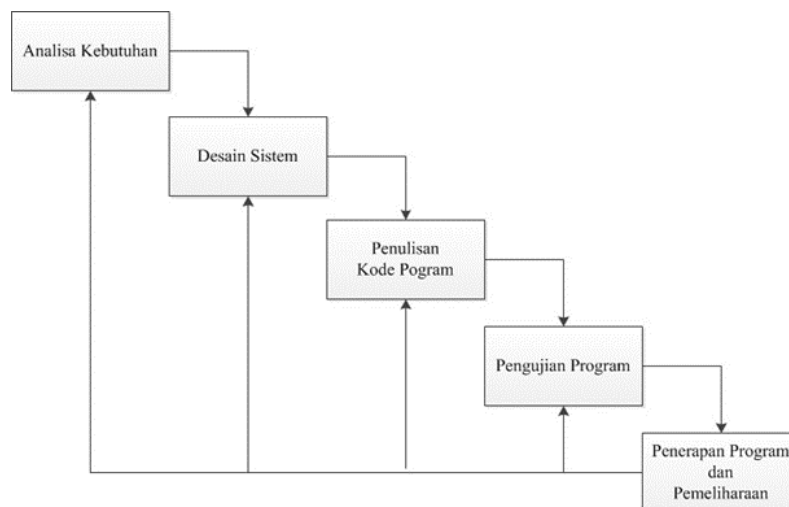 Analisa Kebutuhan
Desain Sistem
Penulisan
Kode Pogram
Pengujian Program
Penerapan Program
dan
Pemeliharaan